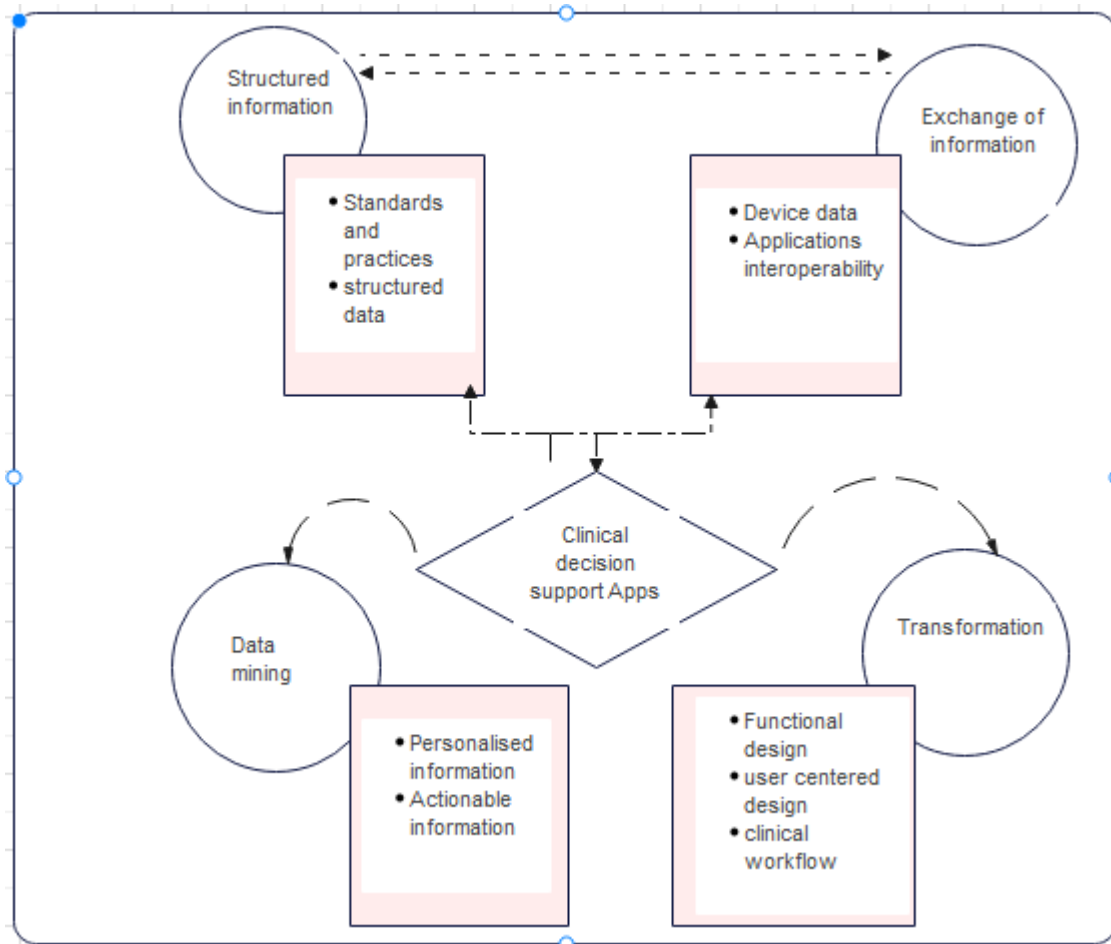 Structured
information
Exchange of
information
• Standards
and
practices
• structured
data
• Device data
• Applications
interoperability
Clinical
decision
support Apps
Data
mining
Transformation
• Personalised
information
• Actionable
information
• Functional
design
• user centered
design
• clinical
workflow